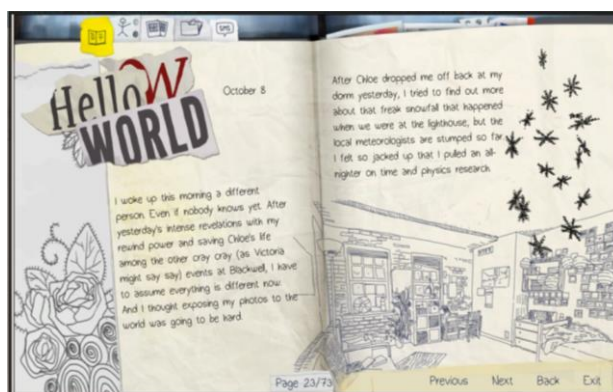 SMS
Hello W
WORLD
October 8
I woke up this morning a different
person. Even if nobody knows yet. After
yesterday's intense revelations with my
rewind power and saving Chloe's life
among the other cray cray (as Victoria
might say say) events at Blackwell, I have
to assume everything is different now.
And I thought exposing my photos to the
world was going to be hard.
After Chloe dropped me off back at my
dorm yesterday, I tried to find out more
about that freak snowfall that happened
when we were at the lighthouse, but the
local meteorologists are stumped so far
I felt so jacked up that I pulled an all-
nighter on time and physics research.
Page 23/73
Previous Next Back Exit